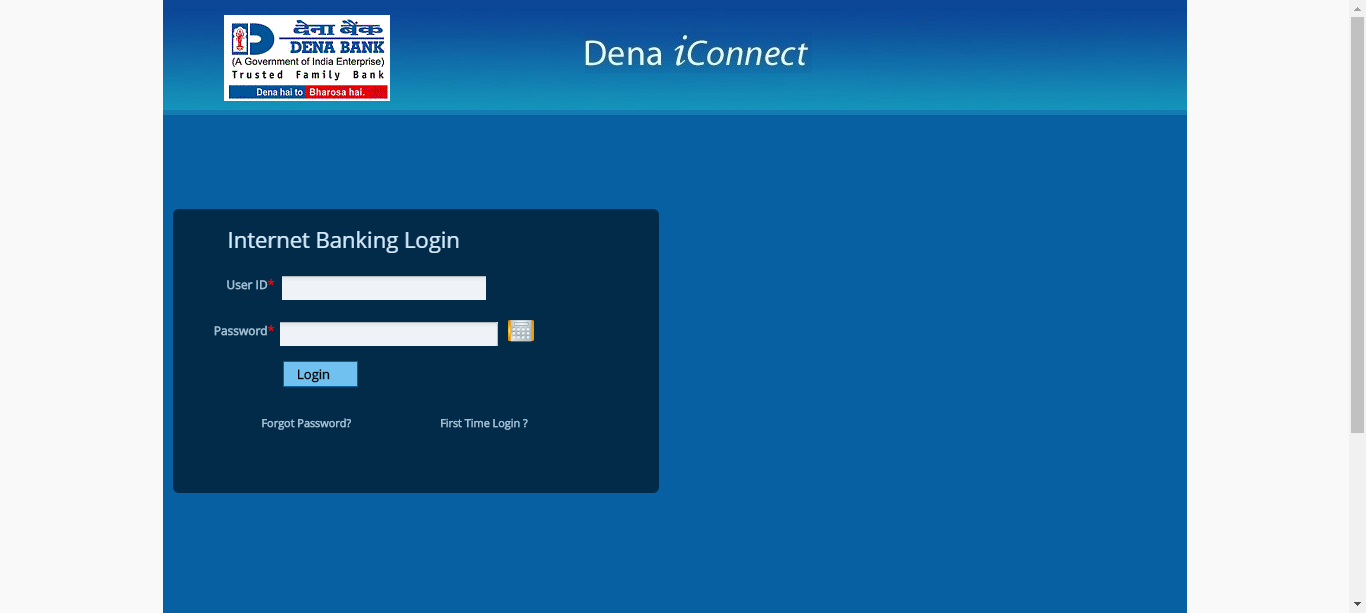 देना बैंक
DENA BANK
(A Government of India Enterprise)
Trusted Family Bank
Dena hai to Bharosa hai.
Dena iConnect
Internet Banking Login
User ID*
Password*
Login
Forgot Password? First Time Login ?